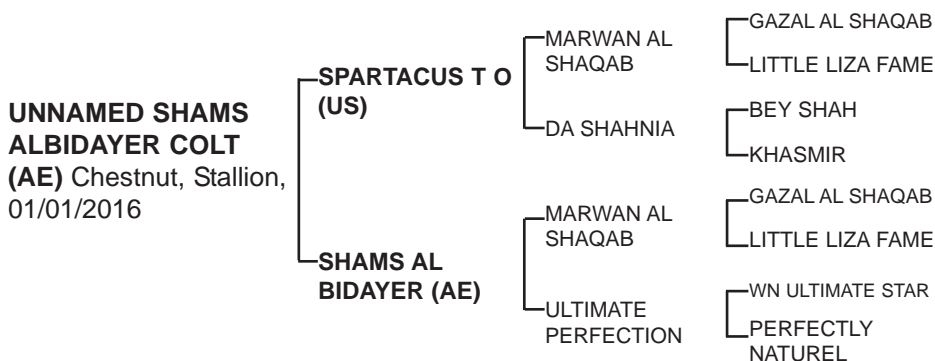 UNNAMED SHAMS
ALBIDAYER COLT
(AE) Chestnut, Stallion,
01/01/2016
SPARTACUS T O
(US)
SHAMS AL
BIDAYER (AE)
MARWAN AL
SHAQAB
DA SHAHNIA
MARWAN AL
SHAQAB
ULTIMATE
PERFECTION
GAZAL AL SHAQAB
LITTLE LIZA FAME
BEY SHAH
KHASMIR
GAZAL AL SHAQAB
LITTLE LIZA FAME
WN ULTIMATE STAR
PERFECTLY
NATUREL